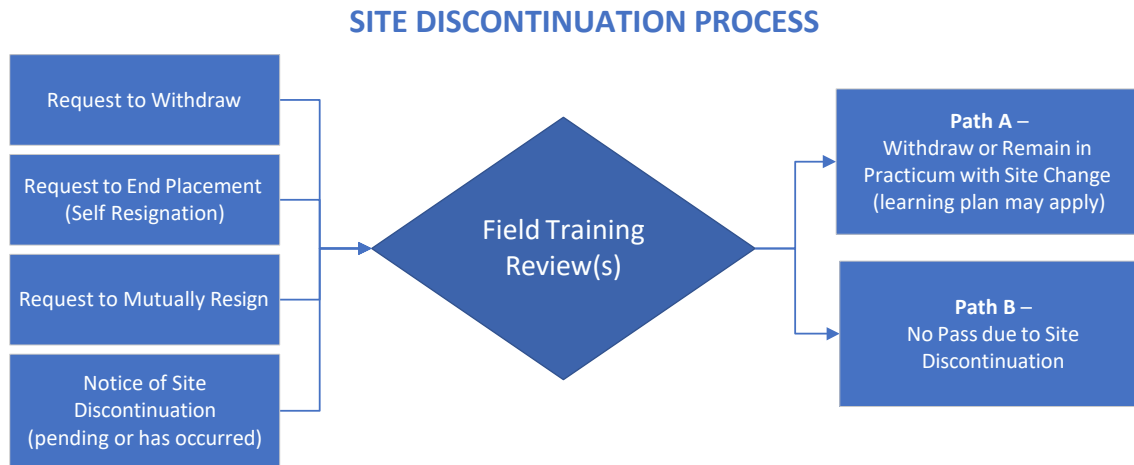 SITE DISCONTINUATION PROCESS
Request to Withdraw
Request to End Placement
(Self Resignation)
Request to Mutually Resign
Notice of Site
Discontinuation
(pending or has occurred)
Field Training
Review(s)
Path A –
Withdraw or Remain in
Practicum with Site Change
(learning plan may apply)
Path B –
No Pass due to Site
Discontinuation